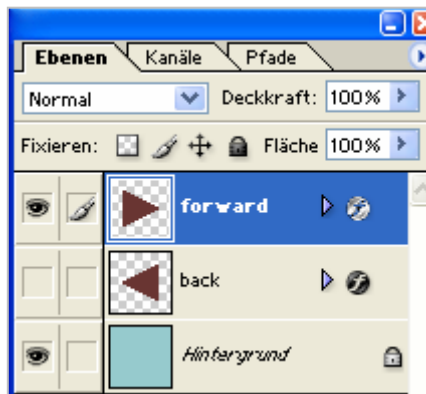 Ebenen Kanäle Pfade
Normal Deckkraft: 100%
Fixieren: Fläche 100%
forward
back
Hintergrund